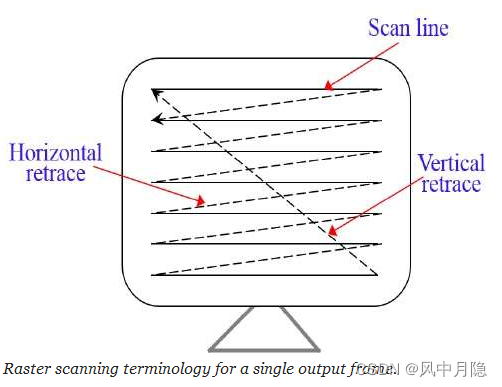 Scan line
Horizontal
retrace
Vertical
retrace
Raster scanning terminology for a single output frame.
CSDN @风中月隐